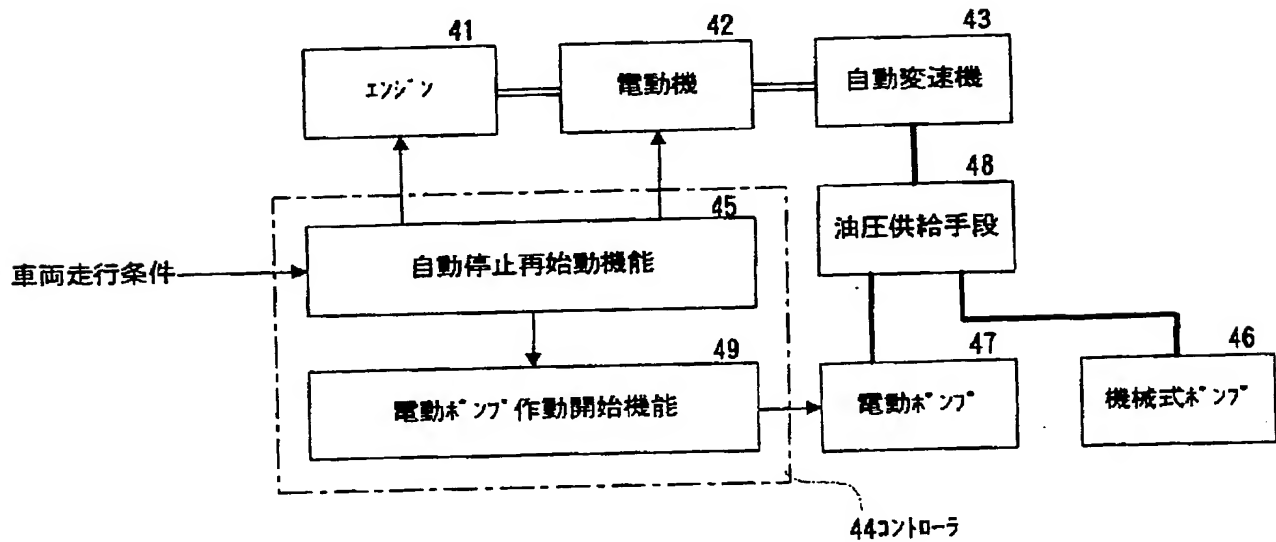 41
エンジン
42
電動機
43
自動変速機
48
油圧供給手段
45
自動停止再始動機能
車両走行条件
49
電動ポンプ作動開始機能
47
電動ポンプ
46
機械式ポンプ
44コントローラ